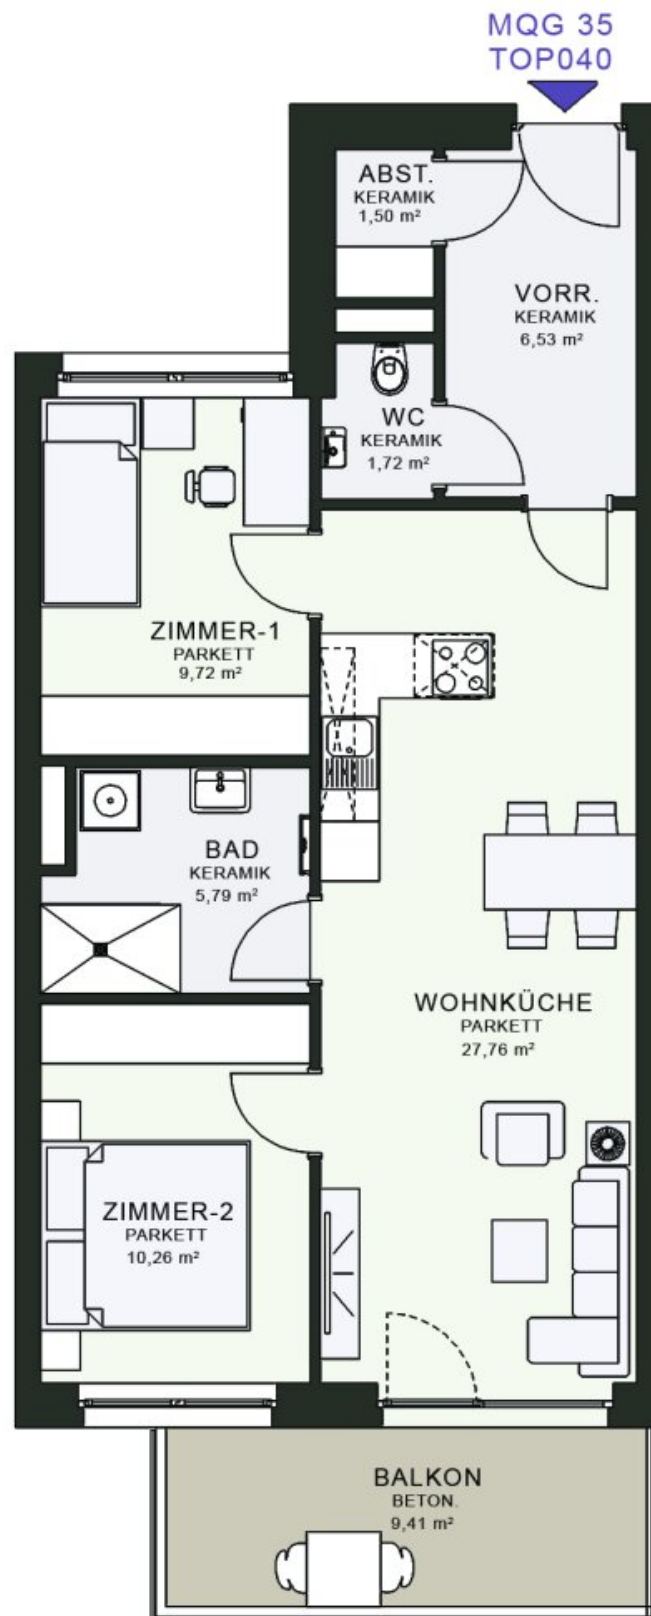 MQG 35
TOP040
ABST.
KERAMIK
1,50 m²
VORR.
KERAMIK
6,53 m²
WC
KERAMIK
1,72 m²
ZIMMER-1
PARKETT
9,72 m²
BAD
KERAMIK
5,79 m²
WOHNKÜCHE
PARKETT
27,76 m²
ZIMMER-2
PARKETT
10,26 m²
BALKON
BETON.
9,41 m²